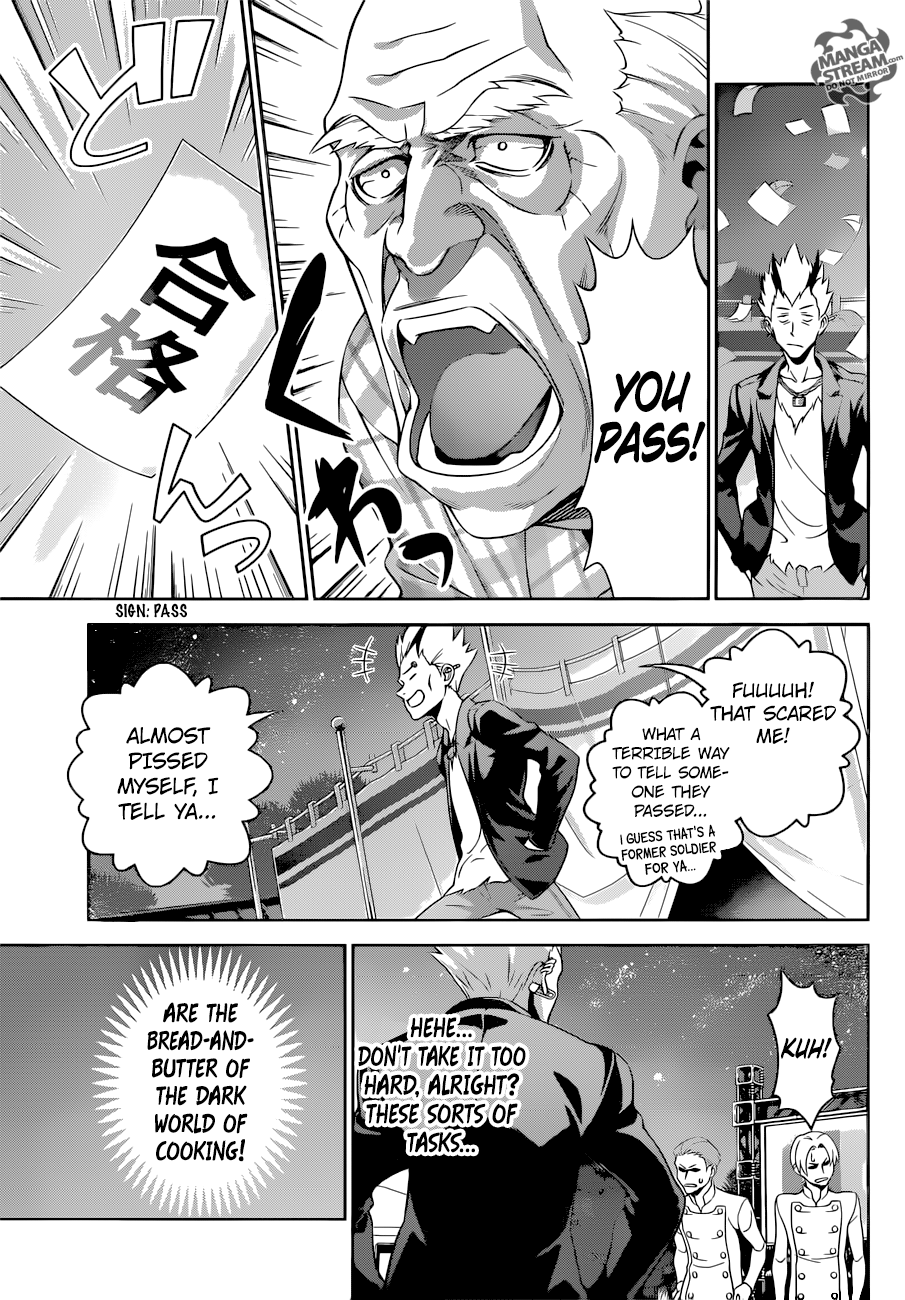 MANGA
STREAM.com
DO NOT MIRROR
YOU
PASS!
くわっ
どんっ
合格
SIGN: PASS
FUUUUUH!
THAT SCARED
ME!
WHAT A
TERRIBLE WAY
TO TELL SOME-
ONE THEY
PASSED...
I GUESS THAT'S A
FORMER SOLDIER
FOR YA...
ALMOST
PISSED
MYSELF, I
TELL YA...
KUH!
HEHE...
DON'T TAKE IT TOO
HARD, ALRIGHT?
THESE SORTS OF
TASKS...
ARE THE
BREAD-AND-
BUTTER OF
THE DARK
WORLD OF
COOKING!